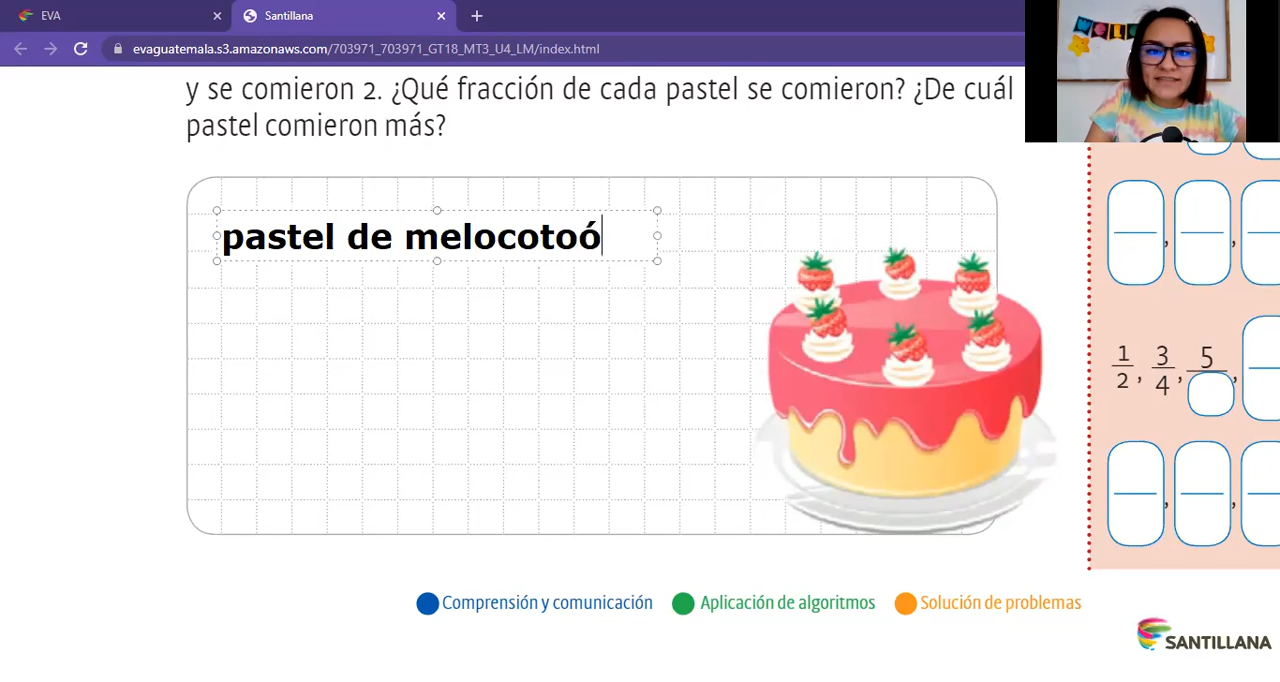 EVA
Santillana
evaguatemala.s3.amazonaws.com/703971_703971_GT18_MT3_U4_LM/index.html
y se comieron 2. ¿Qué fracción de cada pastel se comieron? ¿De cuál
pastel comieron más?
pastel de melocotoó
1/2, 3/4, 5/ ,
Comprensión y comunicación
Aplicación de algoritmos
Solución de problemas
SANTILLANA